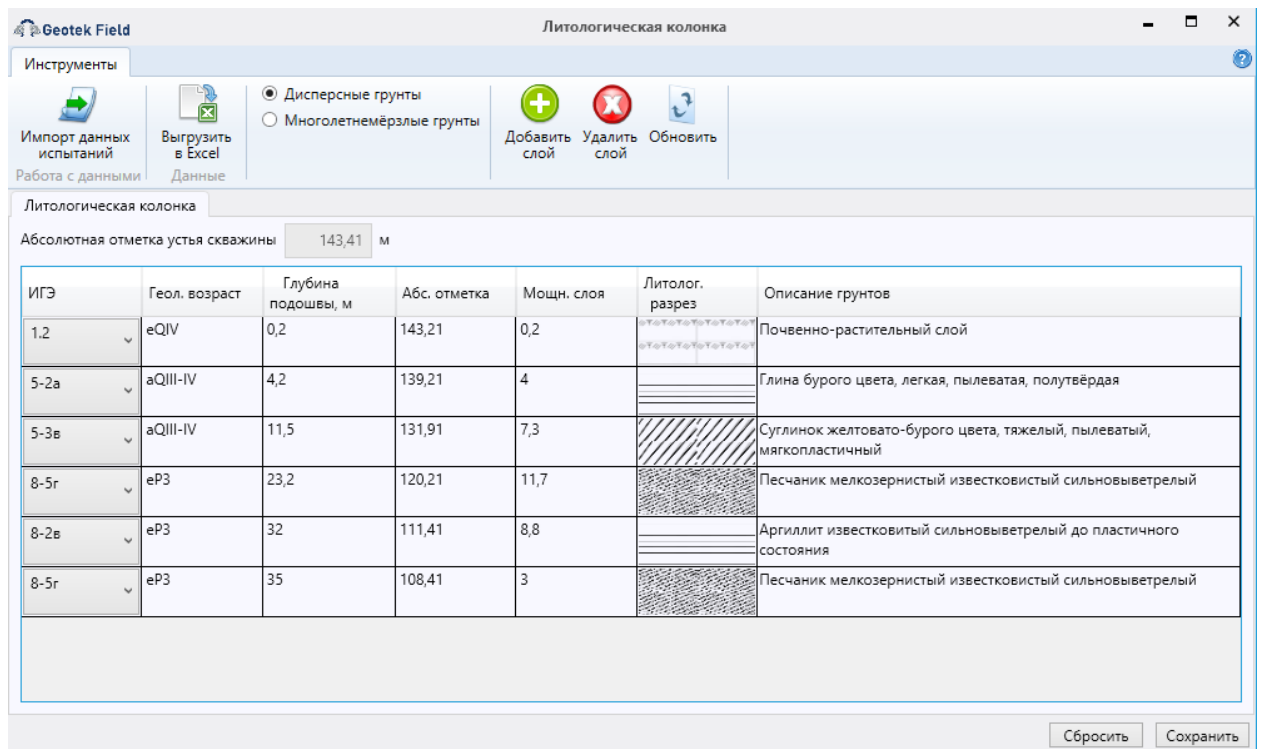 Geotek Field
Литологическая колонка
Инструменты
Импорт данных
испытаний
Работа с данными
Выгрузить
в Excel
Данные
Дисперсные грунты
Многолетнемёрзлые грунты
Добавить
слой
Удалить
слой
Обновить
Литологическая колонка
Абсолютная отметка устья скважины 143,41 м
ИГЭ Геол. возраст Глубина подошвы, м Абс. отметка Мощн. слоя Литолог. разрез Описание грунтов
1.2 eQIV 0,2 143,21 0,2 Почвенно-растительный слой
5-2а aQIII-IV 4,2 139,21 4 Глина бурого цвета, легкая, пылеватая, полутвёрдая
5-3в aQIII-IV 11,5 131,91 7,3 Суглинок желтовато-бурого цвета, тяжелый, пылеватый,
мягкопластичный
8-5г eP3 23,2 120,21 11,7 Песчаник мелкозернистый известковистый сильновыветрелый
8-2в eP3 32 111,41 8,8 Аргиллит известковитый сильновыветрелый до пластичного
состояния
8-5г eP3 35 108,41 3 Песчаник мелкозернистый известковистый сильновыветрелый
Сбросить Сохранить